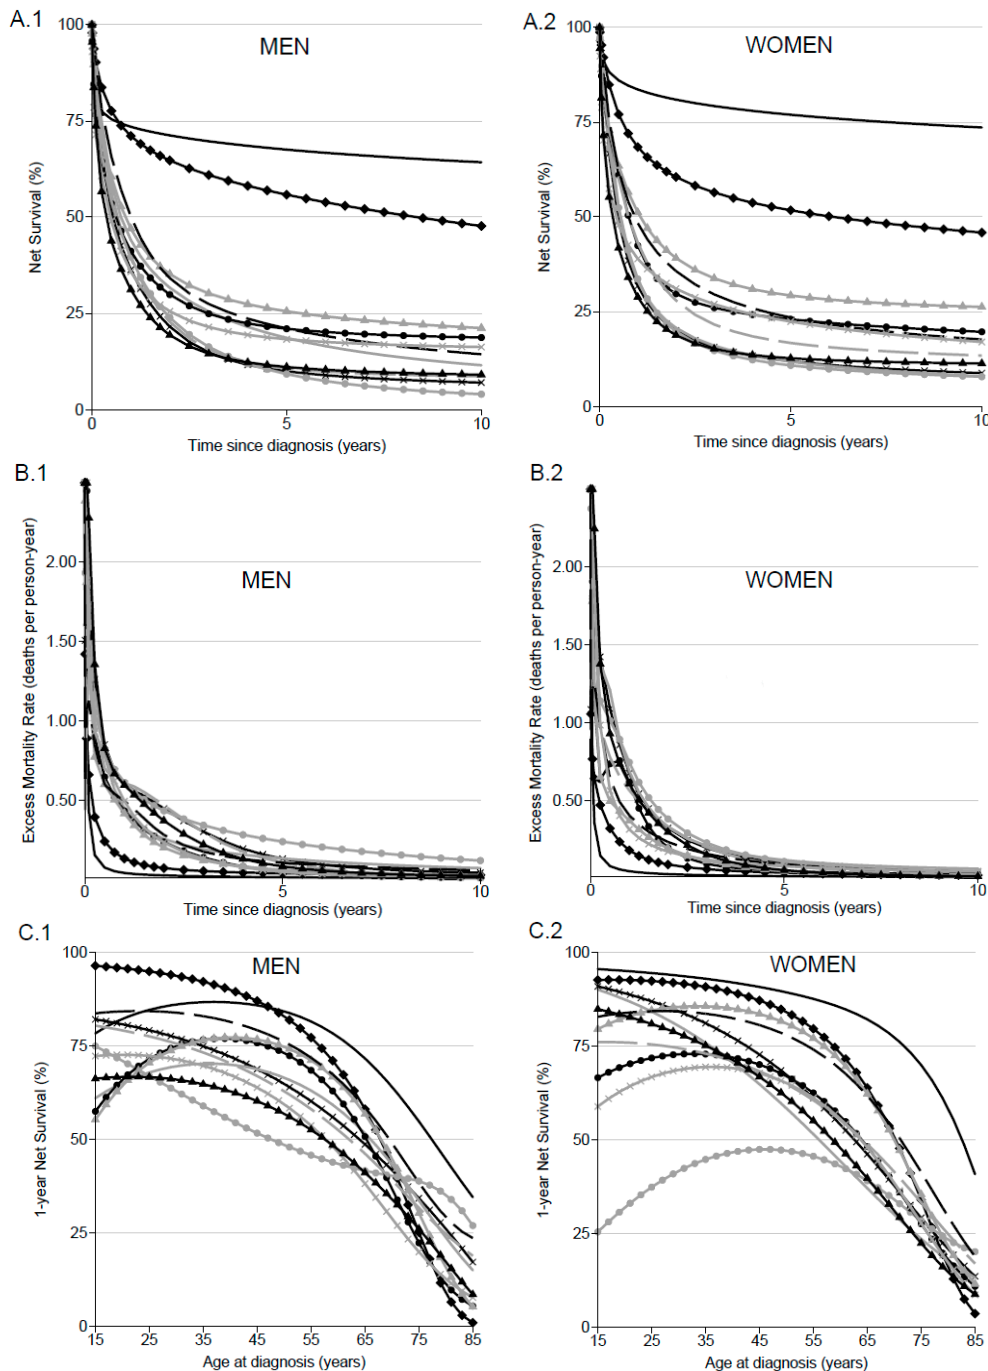 A.1
MEN
100
75
50
25
0
Net Survival (%)
0 5 10
Time since diagnosis (years)
A.2
WOMEN
100
75
50
25
0
Net Survival (%)
0 5 10
Time since diagnosis (years)
B.1
MEN
2.00
1.50
1.00
0.50
Excess Mortality Rate (deaths per person-year)
0 5 10
Time since diagnosis (years)
B.2
WOMEN
2.00
1.50
1.00
0.50
Excess Mortality Rate (deaths per person-year)
0 5 10
Time since diagnosis (years)
C.1
MEN
100
75
50
25
0
1-year Net Survival (%)
15 25 35 45 55 65 75 85
Age at diagnosis (years)
C.2
WOMEN
100
75
50
25
0
1-year Net Survival (%)
15 25 35 45 55 65 75 85
Age at diagnosis (years)